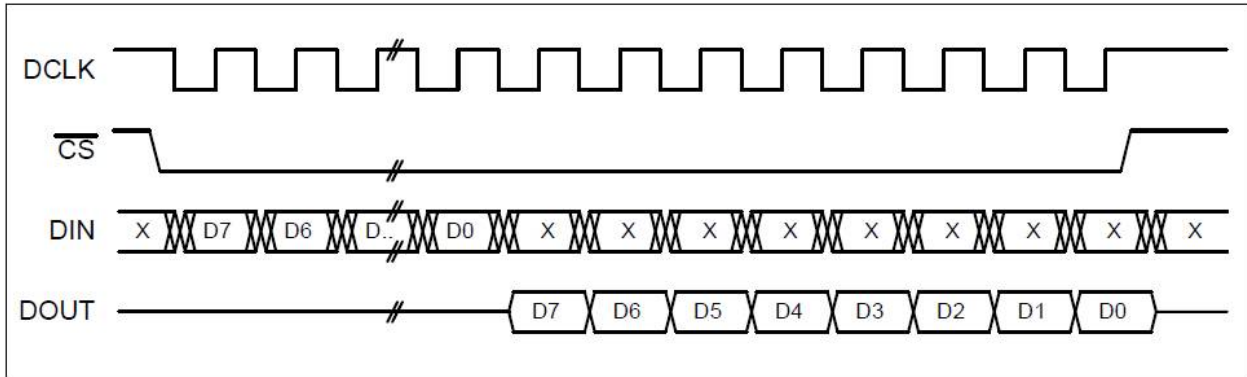 DCLK
CS
DIN X D7 D6 D.. D0 X X X X X X X X X
DOUT D7 D6 D5 D4 D3 D2 D1 D0